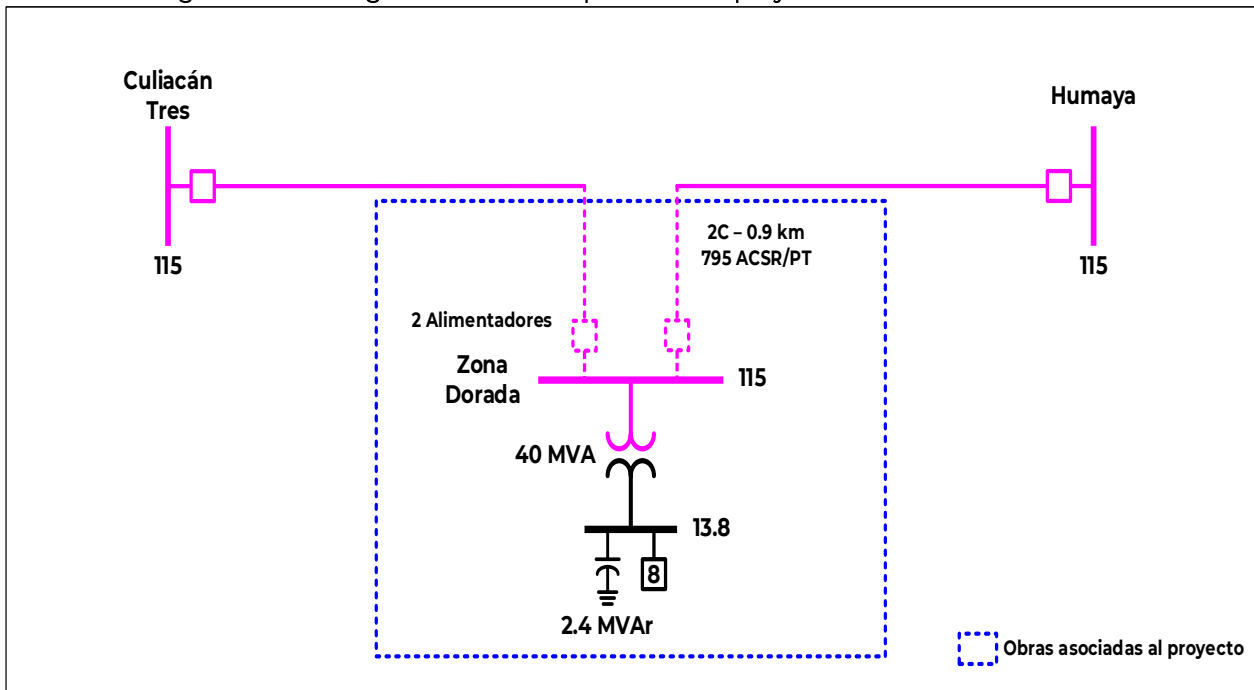 Culiacán
Tres
Humaya
115
115
2C – 0.9 km
795 ACSR/PT
2 Alimentadores
Zona
Dorada
115
40 MVA
13.8
8
2.4 MVAr
Obras asociadas al proyecto